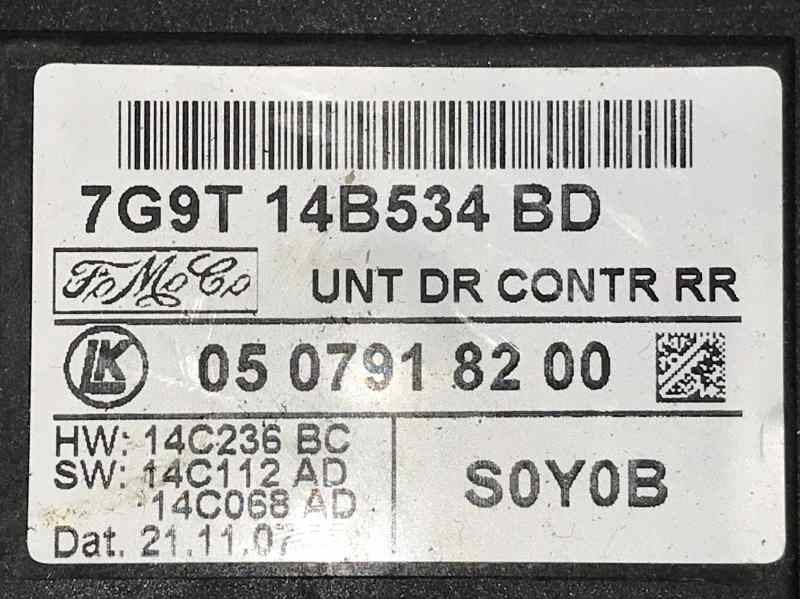 7G9T 14B534 BD
FoMoCo UNT DR CONTR RR
LK 05 0791 82 00
HW: 14C236 BC
SW: 14C112 AD
14C068 AD
Dat. 21.11.07
S0Y0B